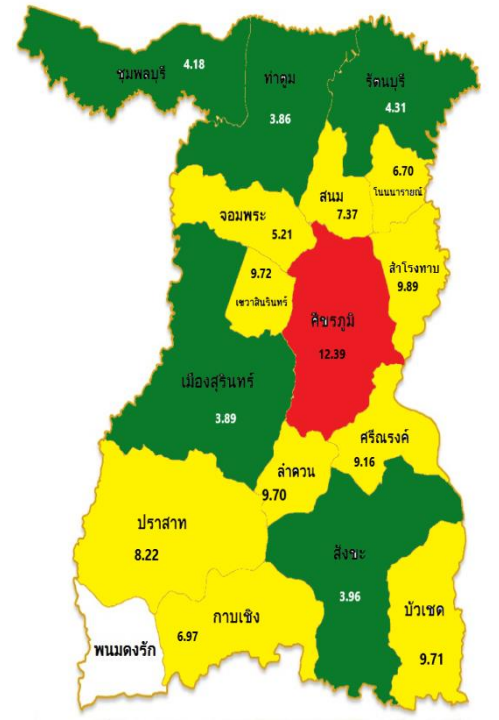 ชุมพลบุรี
4.18
ท่าตูม
3.86
รัตนบุรี
4.31
6.70
โนนนารายณ์
สนม
7.37
จอมพระ
5.21
9.72
เขวาสินรินทร์
สำโรงทาบ
9.89
ศีขรภูมิ
12.39
เมืองสุรินทร์
3.89
ศรีณรงค์
9.16
ลำดวน
9.70
ปราสาท
8.22
สังขะ
3.96
กาบเชิง
6.97
บัวเชด
9.71
พนมดงรัก